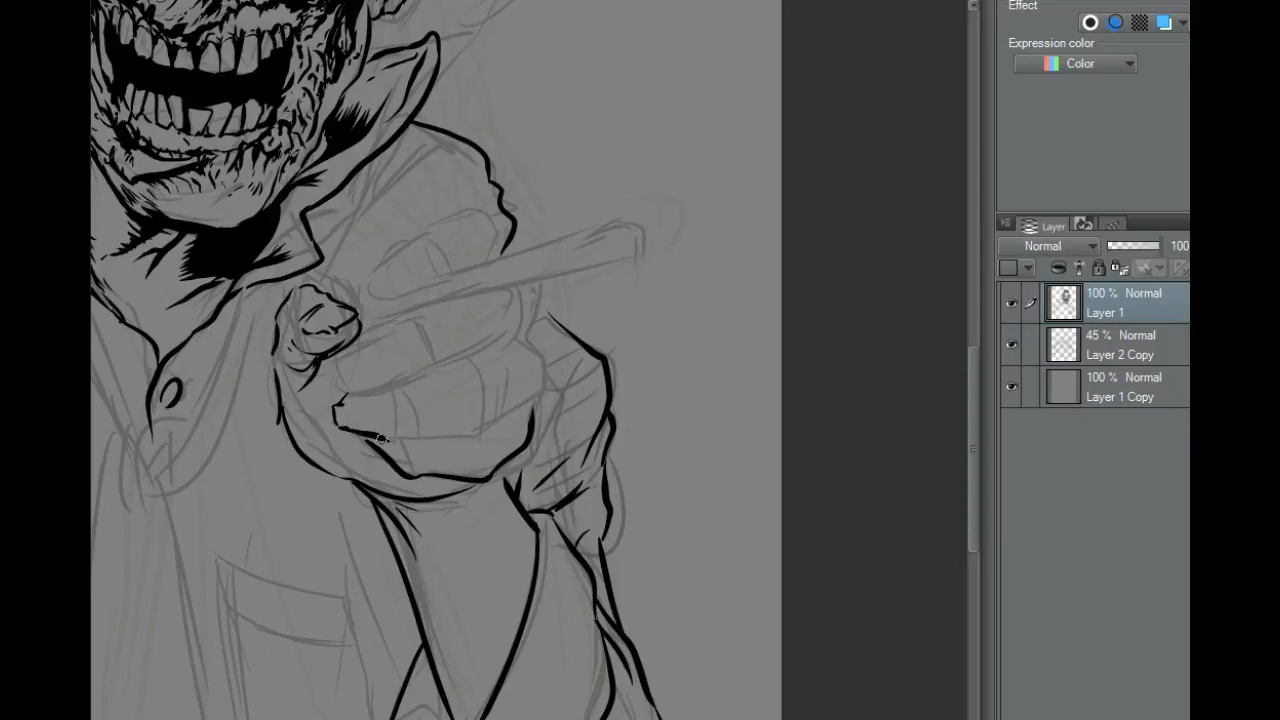 Effect
Expression color
Color
Layer
Normal 100
100 % Normal
Layer 1
45 % Normal
Layer 2 Copy
100 % Normal
Layer 1 Copy